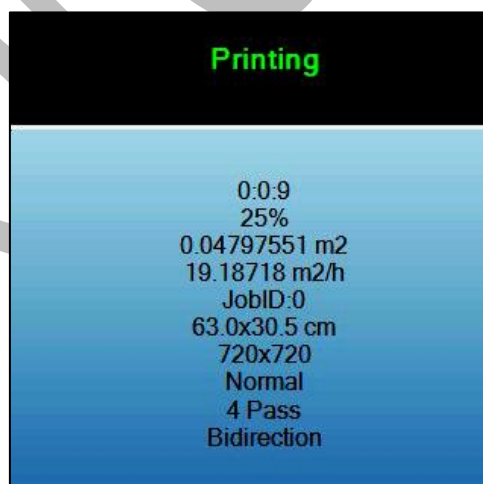 Printing
0:0:9
25%
0.04797551 m2
19.18718 m2/h
JobID:0
63.0x30.5 cm
720x720
Normal
4 Pass
Bidirection